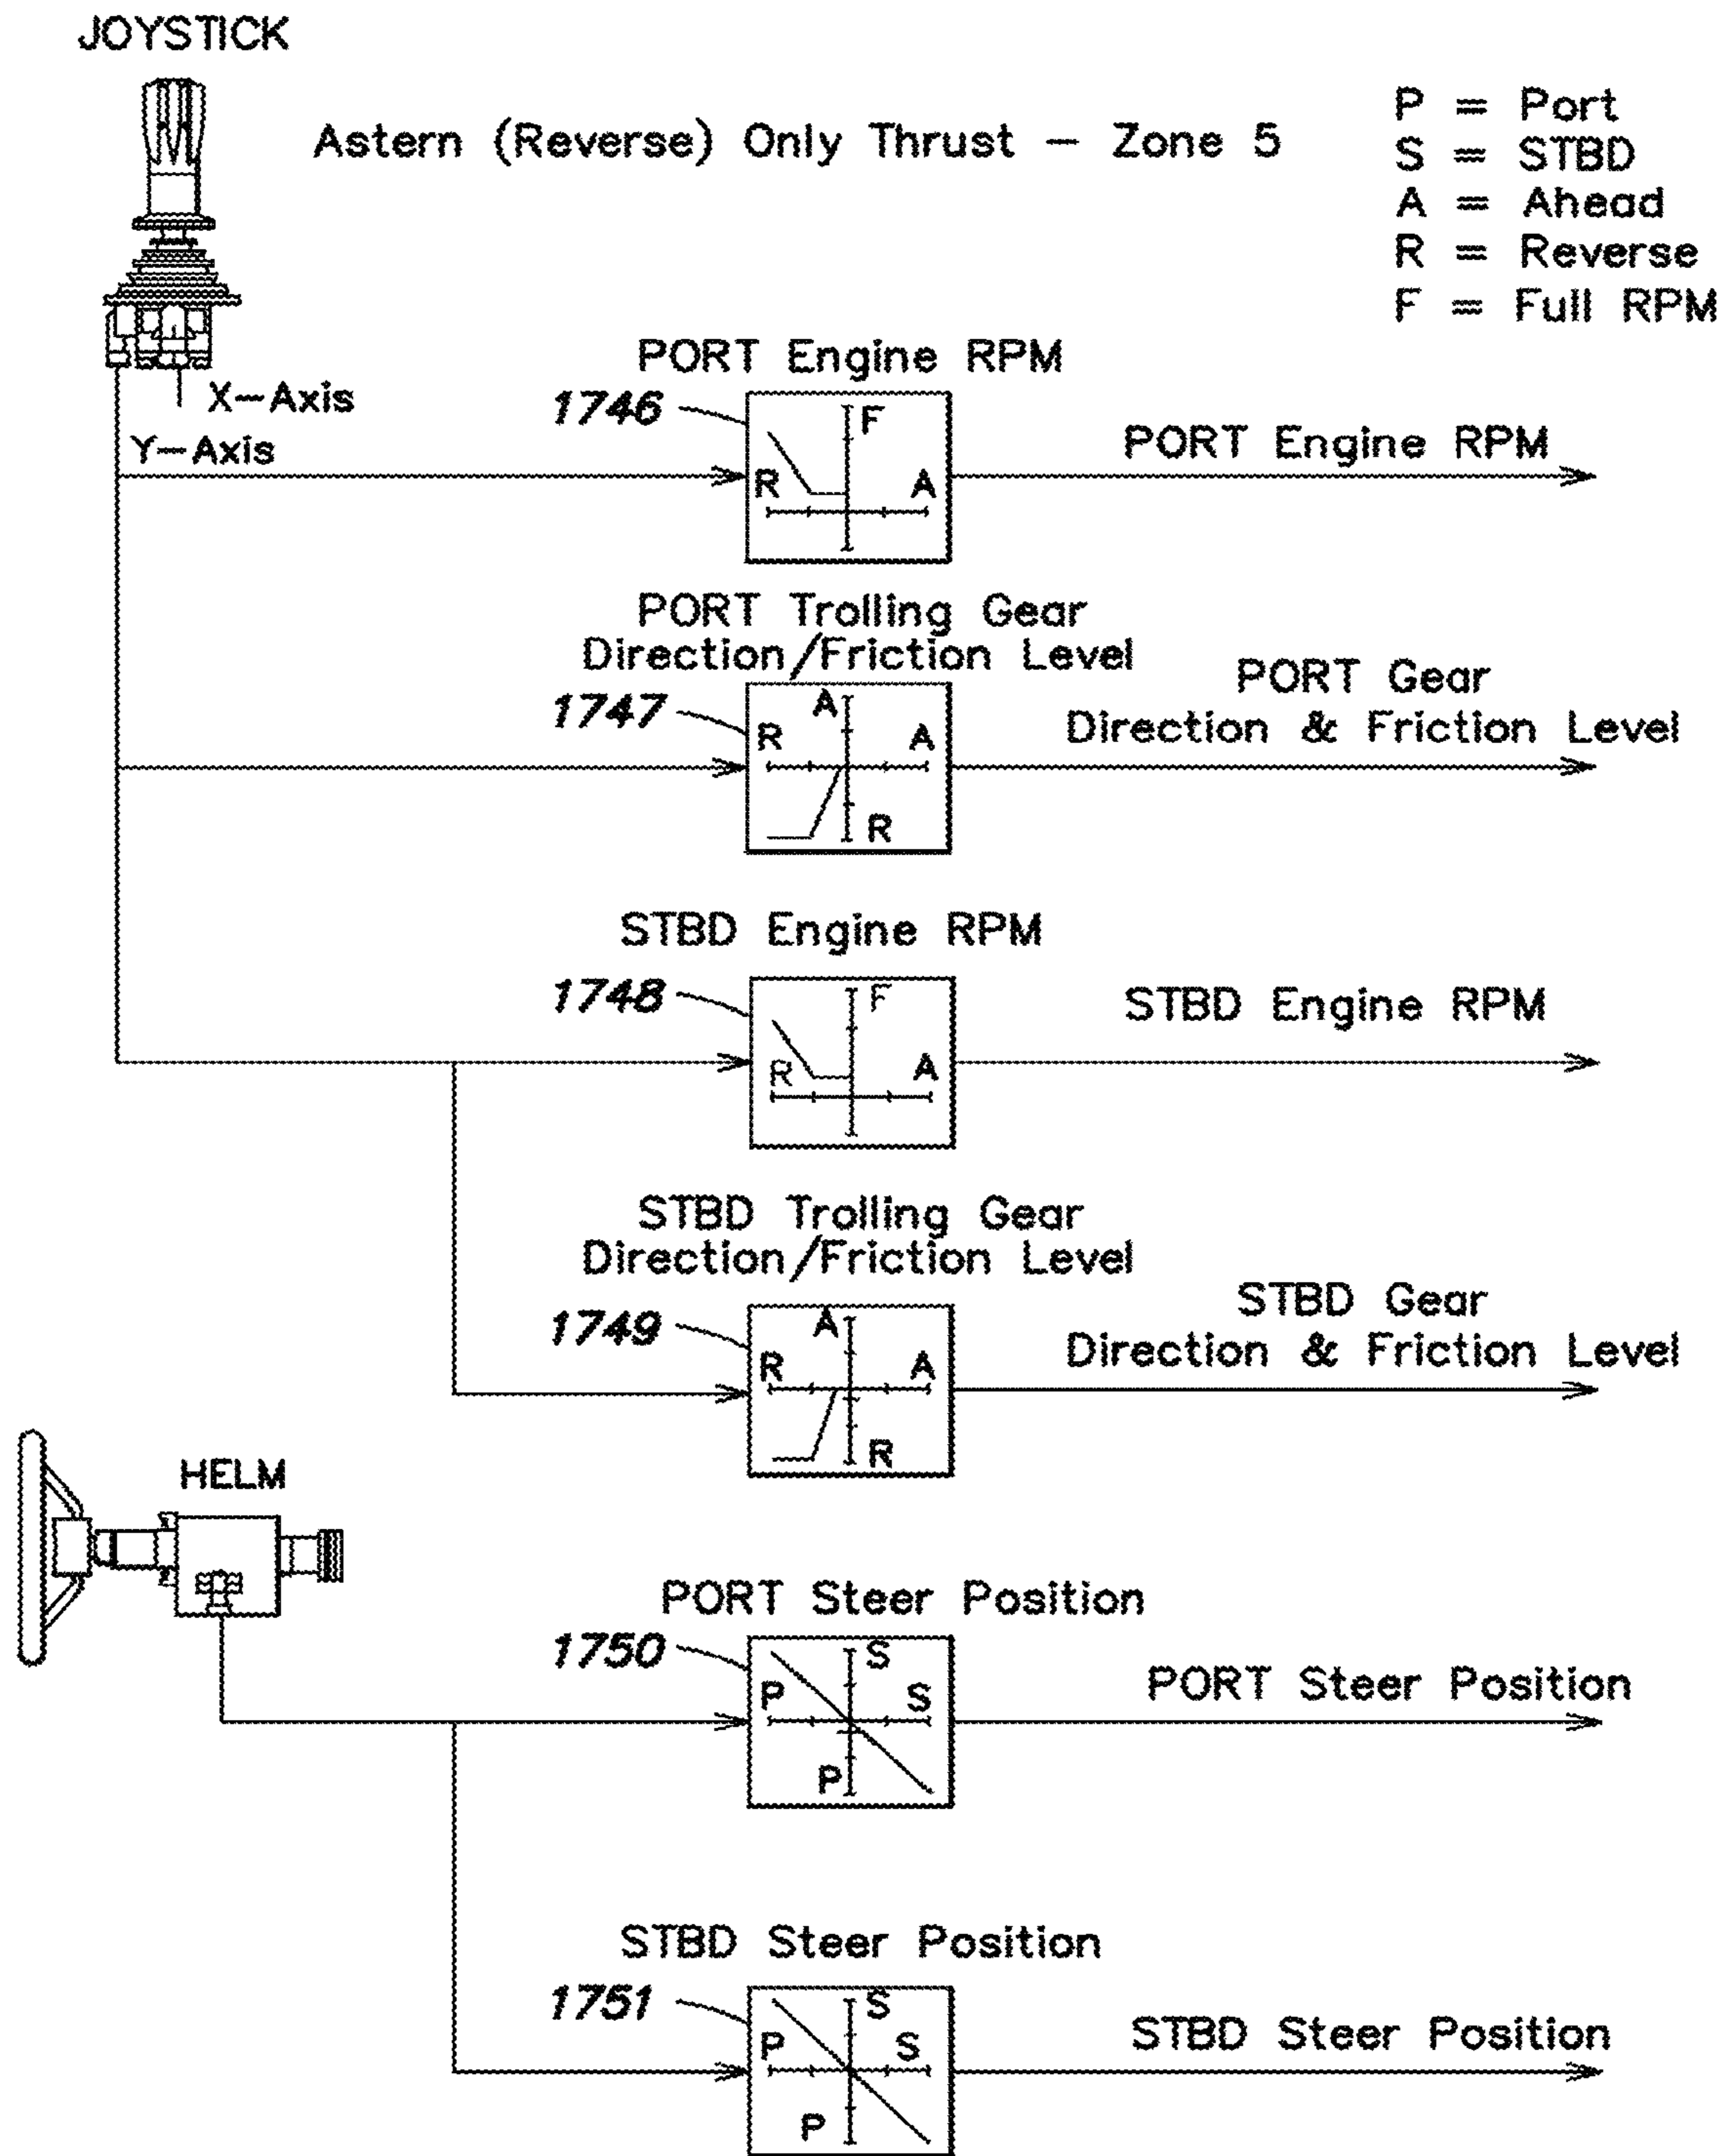 JOYSTICK
Astern (Reverse) Only Thrust – Zone 5
P = Port
S = STBD
A = Ahead
R = Reverse
F = Full RPM
X-Axis
Y-Axis
PORT Engine RPM
1746
F
R
A
PORT Engine RPM
PORT Trolling Gear
Direction/Friction Level
1747
A
R
A
R
PORT Gear
Direction & Friction Level
STBD Engine RPM
1748
F
R
A
STBD Engine RPM
STBD Trolling Gear
Direction/Friction Level
1749
A
R
A
R
STBD Gear
Direction & Friction Level
HELM
PORT Steer Position
1750
S
P
S
P
PORT Steer Position
STBD Steer Position
1751
S
P
S
P
STBD Steer Position